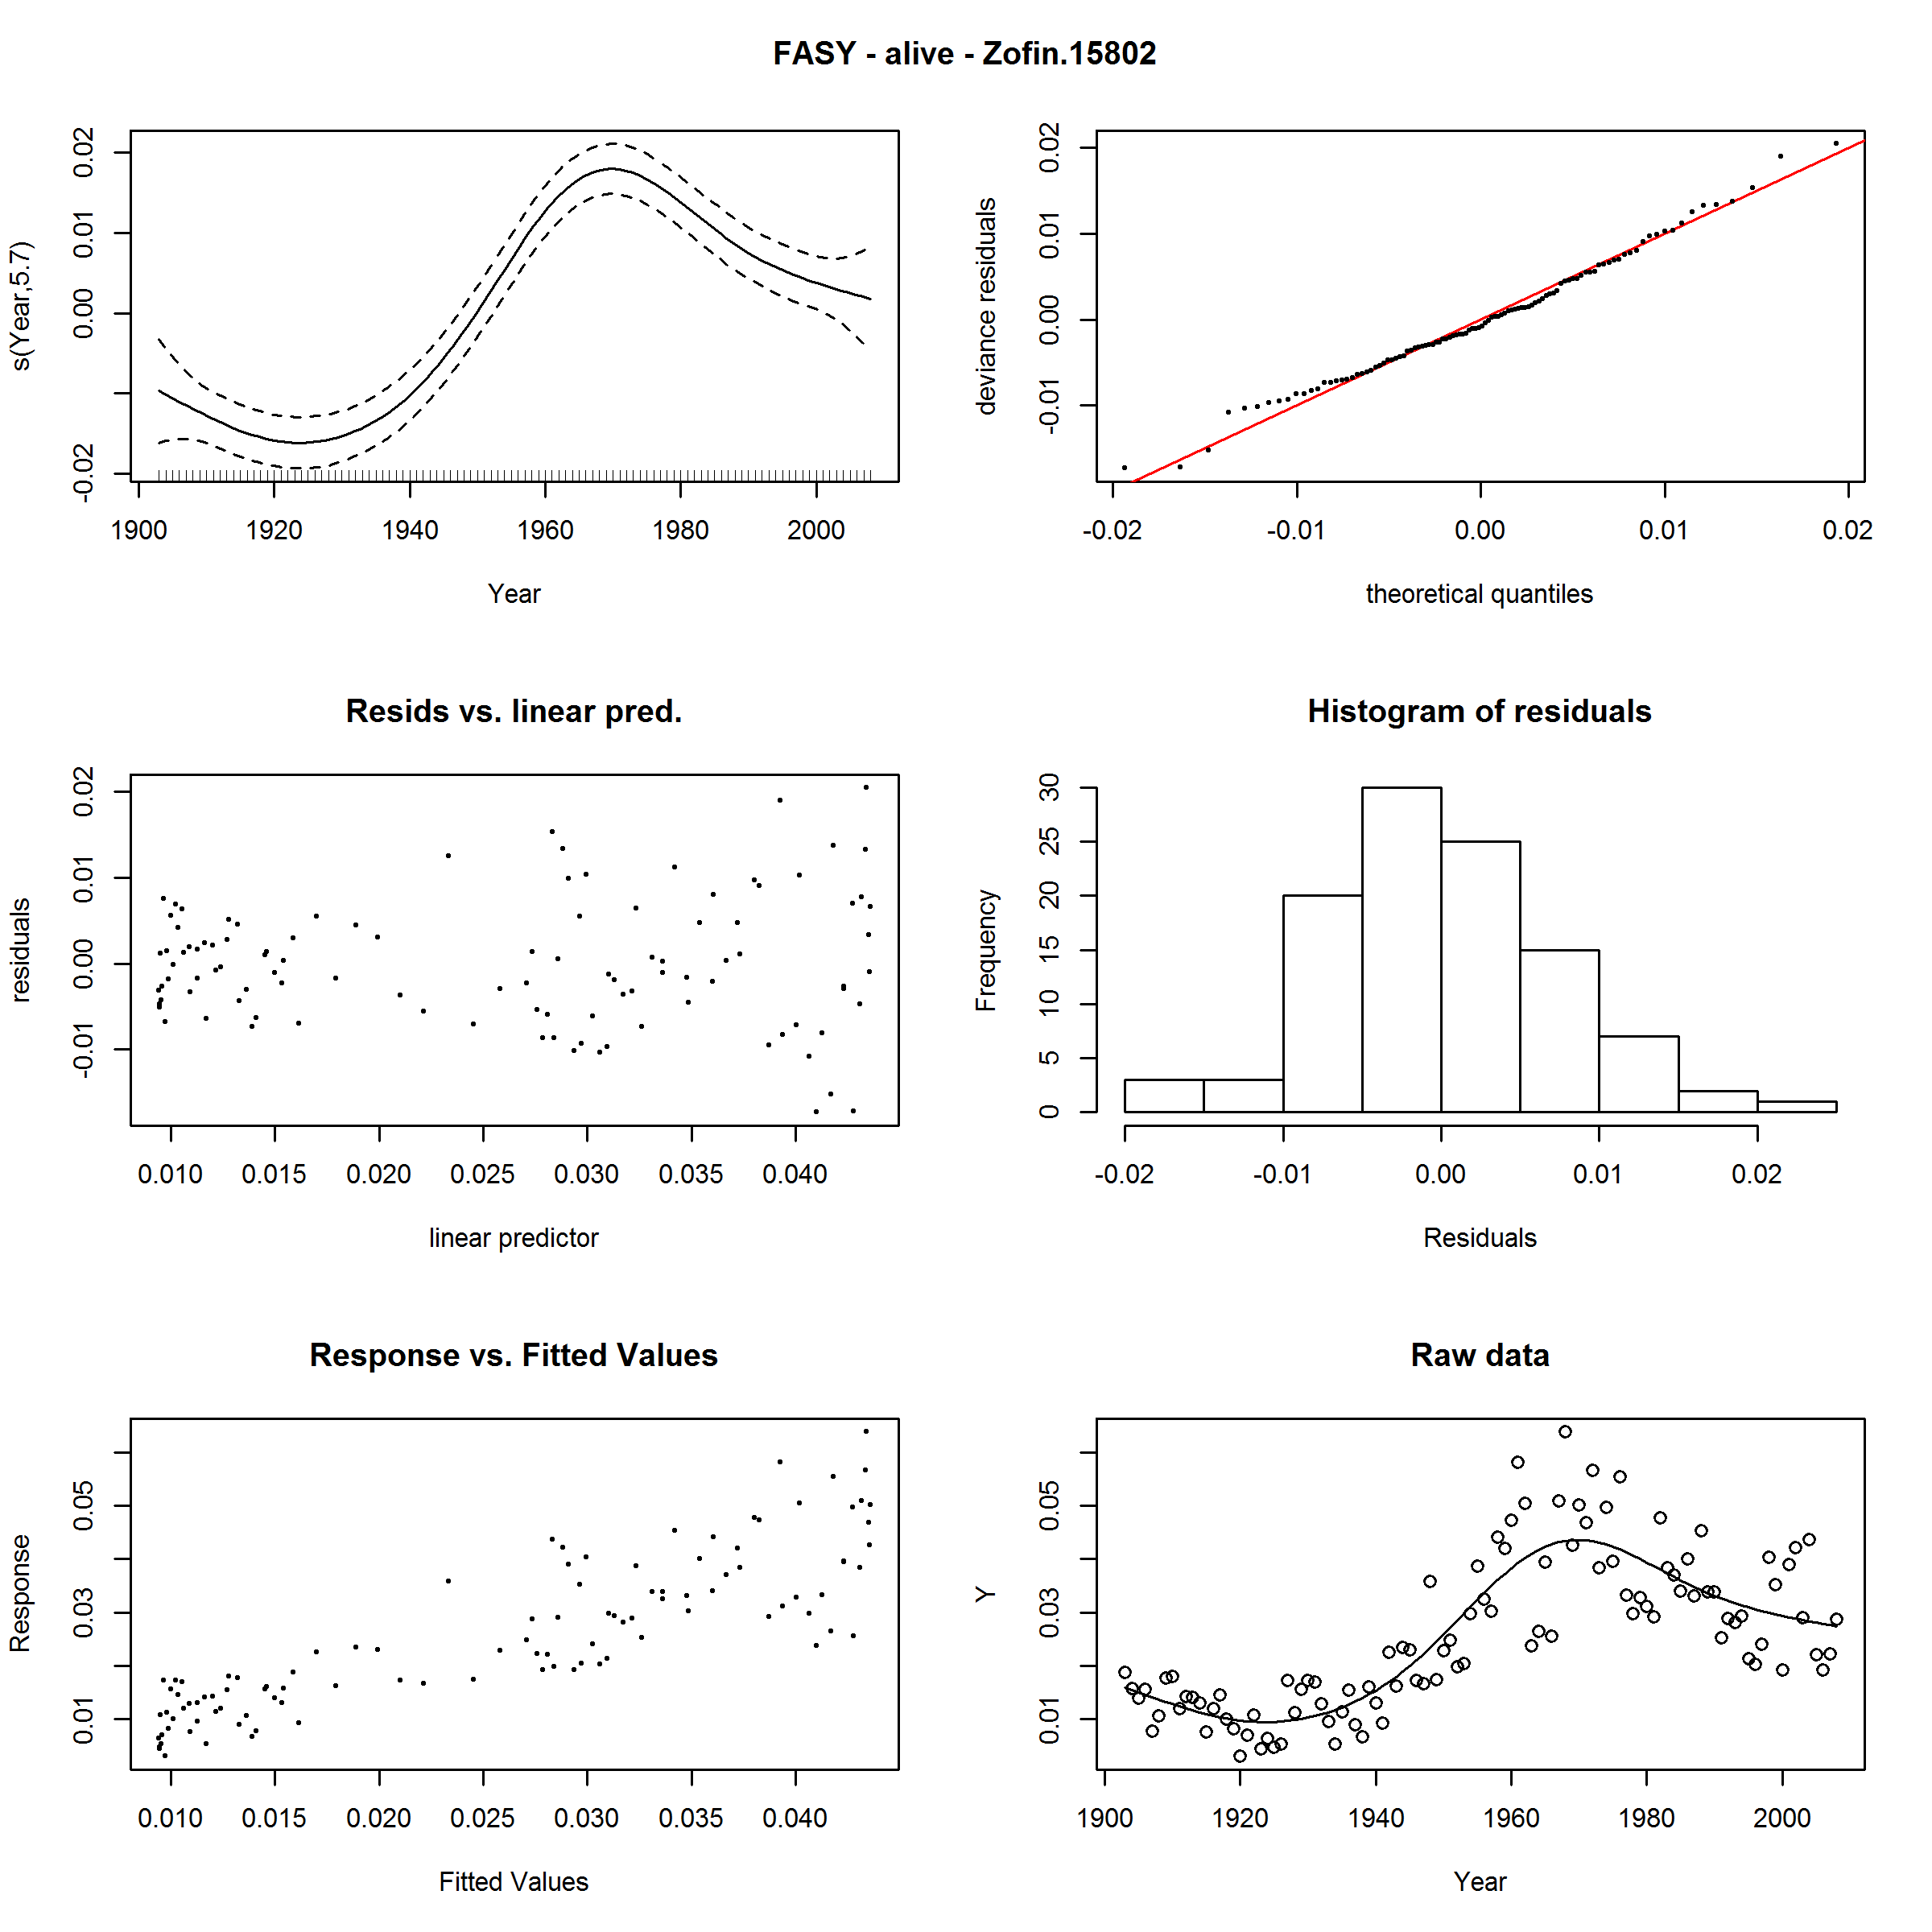 FASY - alive - Zofin.15802
s(Year,5.7)
-0.02 0.00 0.01 0.02
1900 1920 1940 1960 1980 2000
Year
deviance residuals
-0.01 0.00 0.01 0.02
-0.02 -0.01 0.00 0.01 0.02
theoretical quantiles
Resids vs. linear pred.
residuals
-0.01 0.00 0.01 0.02
0.010 0.015 0.020 0.025 0.030 0.035 0.040
linear predictor
Histogram of residuals
Frequency
0 5 10 15 20 25 30
-0.02 -0.01 0.00 0.01 0.02
Residuals
Response vs. Fitted Values
Response
0.01 0.03 0.05
0.010 0.015 0.020 0.025 0.030 0.035 0.040
Fitted Values
Raw data
Y
0.01 0.03 0.05
1900 1920 1940 1960 1980 2000
Year